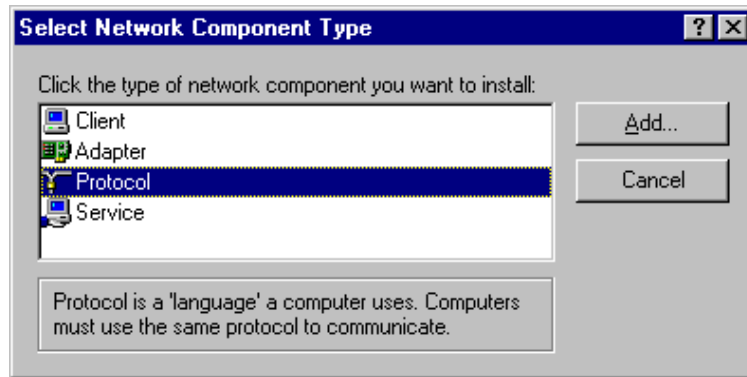 Select Network Component Type
Click the type of network component you want to install:
Client
Adapter
Protocol
Service
Add...
Cancel
Protocol is a 'language' a computer uses. Computers
must use the same protocol to communicate.